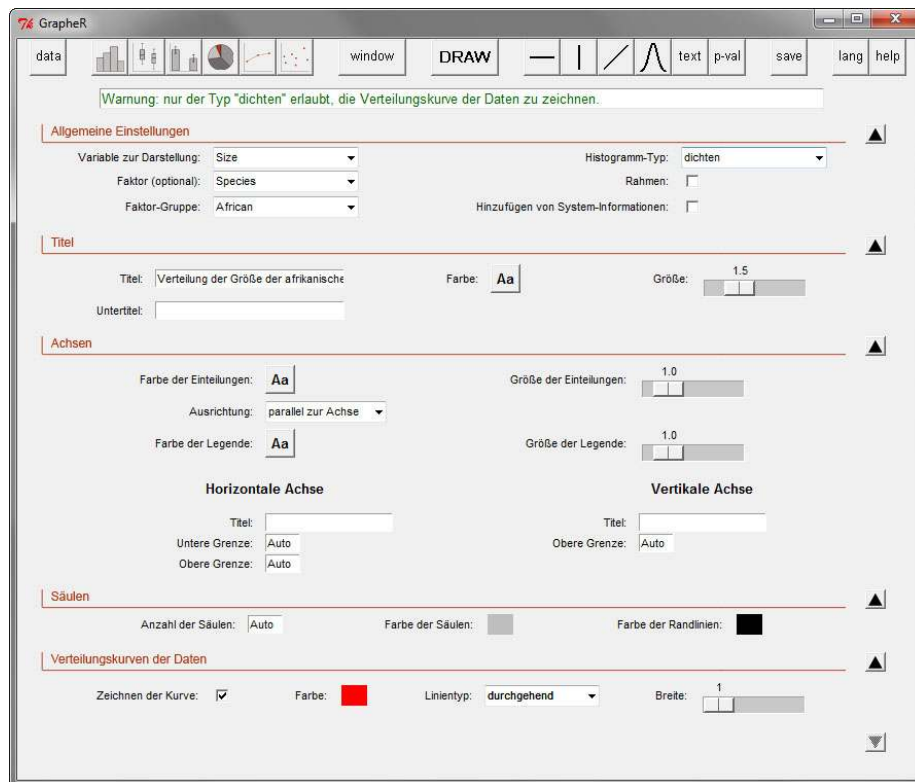 GrapheR
data window DRAW text p-val save lang help
Warnung: nur der Typ "dichten" erlaubt, die Verteilungskurve der Daten zu zeichnen.
Allgemeine Einstellungen
Variable zur Darstellung: Size Histogramm-Typ: dichten
Faktor (optional): Species Rahmen:
Faktor-Gruppe: African Hinzufügen von System-Informationen:
Titel
1.5
Titel: Verteilung der Größe der afrikanische Farbe: Aa Größe:
Untertitel:
Achsen
1.0
Farbe der Einteilungen: Aa Größe der Einteilungen:
Ausrichtung: parallel zur Achse
1.0
Farbe der Legende: Aa Größe der Legende:
Horizontale Achse Vertikale Achse
Titel: Titel:
Untere Grenze: Auto Obere Grenze: Auto
Obere Grenze: Auto
Säulen
Anzahl der Säulen: Auto Farbe der Säulen: Farbe der Randlinien:
Verteilungskurven der Daten
1
Zeichnen der Kurve: Farbe: Linientyp: durchgehend Breite: